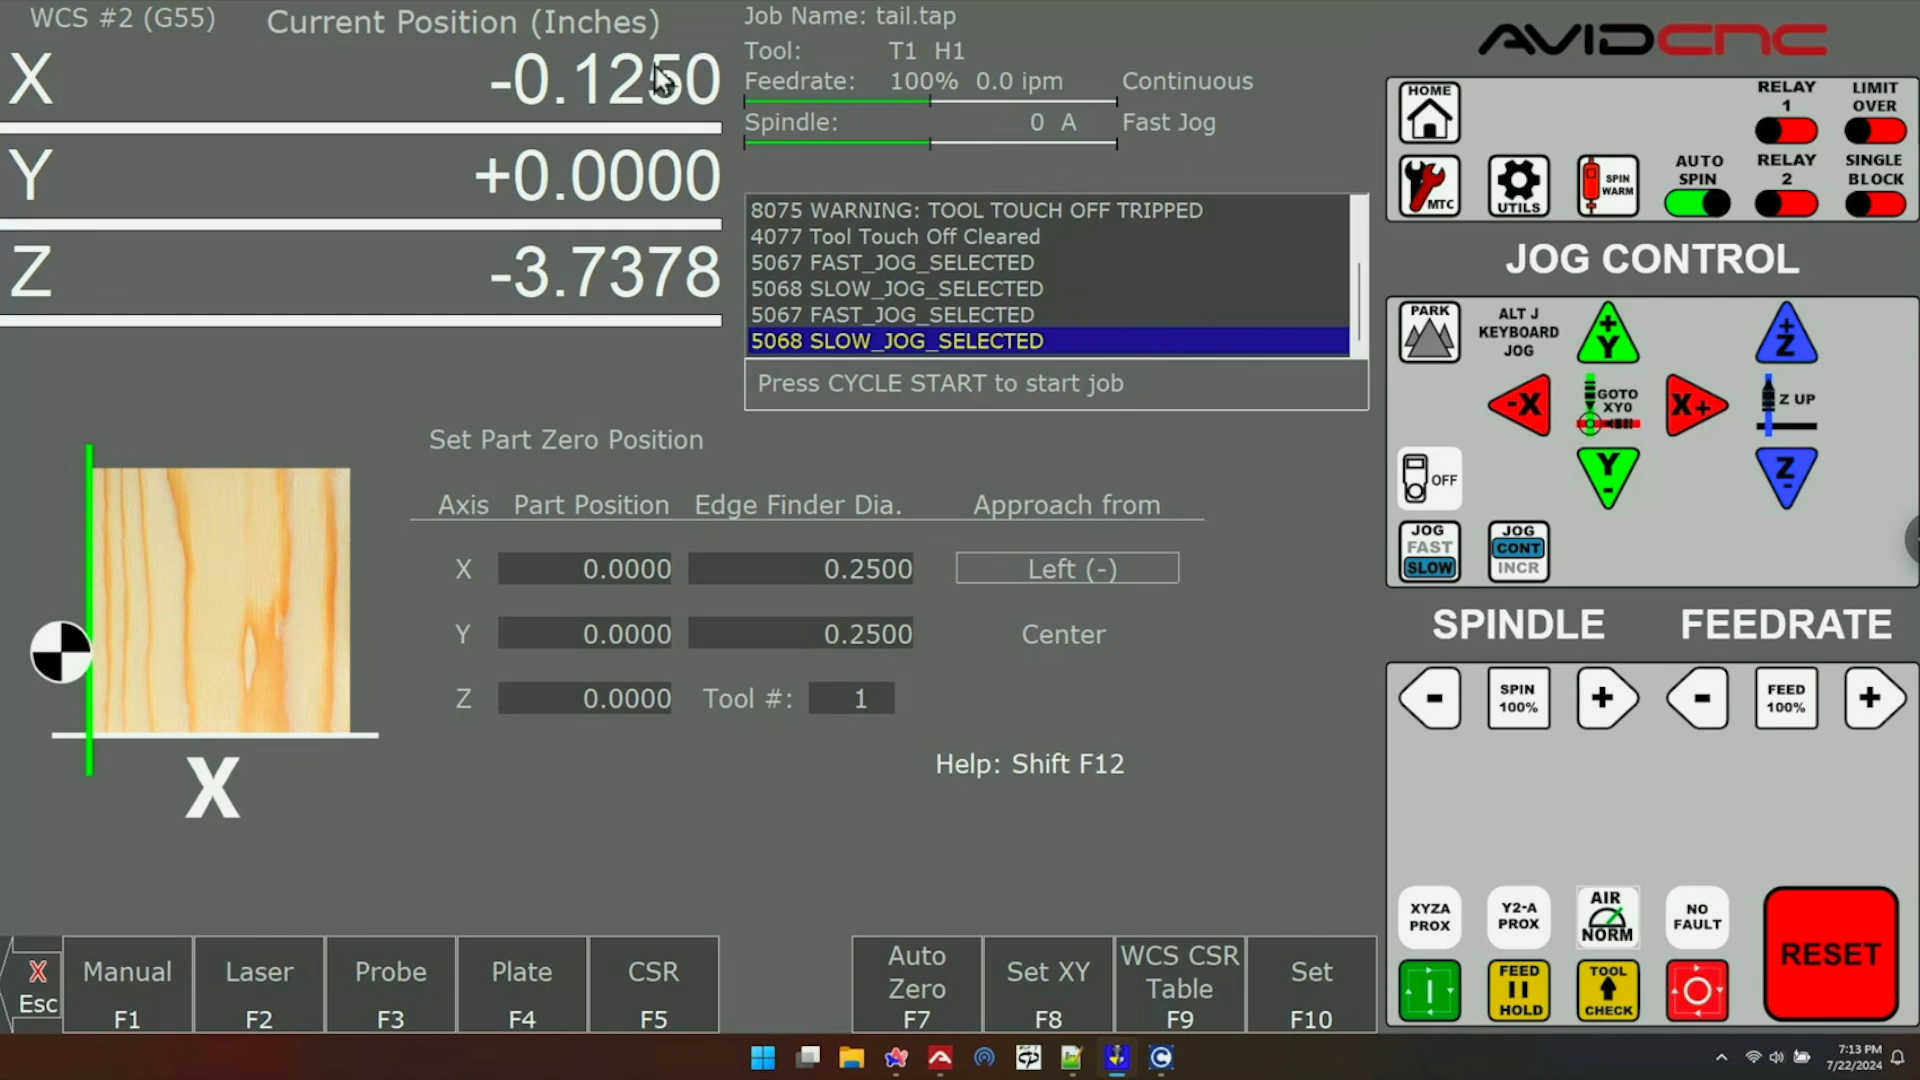 WCS #2 (G55)
Current Position (Inches)
X -0.1250
Y +0.0000
Z -3.7378
Job Name: tail.tap
Tool: T1 H1
Feedrate: 100% 0.0 ipm Continuous
Spindle: 0 A Fast Jog
8075 WARNING: TOOL TOUCH OFF TRIPPED
4077 Tool Touch Off Cleared
5067 FAST_JOG_SELECTED
5068 SLOW_JOG_SELECTED
5067 FAST_JOG_SELECTED
5068 SLOW_JOG_SELECTED
Press CYCLE START to start job
Set Part Zero Position
Axis Part Position Edge Finder Dia. Approach from
X 0.0000 0.2500 Left (-)
Y 0.0000 0.2500 Center
Z 0.0000 Tool #: 1
Help: Shift F12
X
X
Esc
Manual
F1
Laser
F2
Probe
F3
Plate
F4
CSR
F5
Auto
Zero
F7
Set XY
F8
WCS CSR
Table
F9
Set
F10
AVIDCNC
HOME
RELAY
1
LIMIT
OVER
MTC
UTILS
SPIN
WARM
AUTO
SPIN
RELAY
2
SINGLE
BLOCK
JOG CONTROL
PARK
ALT J
KEYBOARD
JOG
+
Y
+
Z
-X
GOTO
XY0
X+
Z UP
OFF
Y
-
Z
-
JOG
FAST
SLOW
JOG
CONT
INCR
SPINDLE
FEEDRATE
-
SPIN
100%
+
-
FEED
100%
+
XYZA
PROX
Y2-A
PROX
AIR
NORM
NO
FAULT
FEED
HOLD
TOOL
CHECK
RESET
7:13 PM
7/22/2024